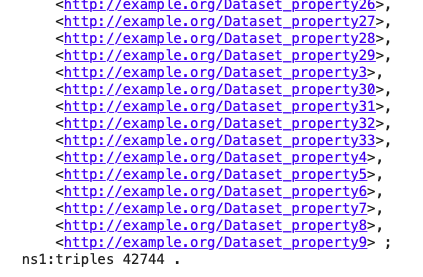 <http://example.org/Dataset_property26>,
<http://example.org/Dataset_property27>,
<http://example.org/Dataset_property28>,
<http://example.org/Dataset_property29>,
<http://example.org/Dataset_property3>,
<http://example.org/Dataset_property30>,
<http://example.org/Dataset_property31>,
<http://example.org/Dataset_property32>,
<http://example.org/Dataset_property33>,
<http://example.org/Dataset_property4>,
<http://example.org/Dataset_property5>,
<http://example.org/Dataset_property6>,
<http://example.org/Dataset_property7>,
<http://example.org/Dataset_property8>,
<http://example.org/Dataset_property9> ;
ns1:triples 42744 .